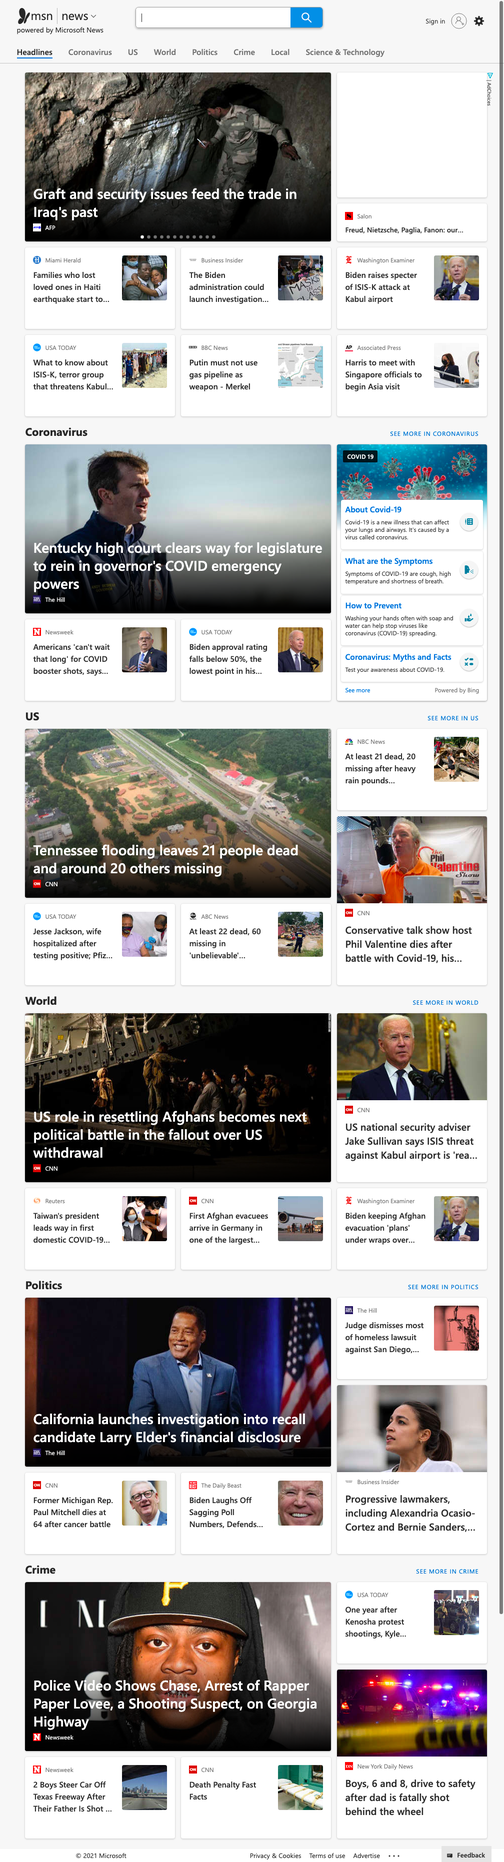 msn | news
powered by Microsoft News
Sign in
Headlines
Coronavirus
US
World
Politics
Crime
Local
Science & Technology
AdChoices
Graft and security issues feed the trade in
Iraq's past
AFP
Salon
Freud, Nietzsche, Paglia, Fanon: our...
Miami Herald
Families who lost
loved ones in Haiti
earthquake start to...
Business Insider
The Biden
administration could
launch investigation...
Washington Examiner
Biden raises specter
of ISIS-K attack at
Kabul airport
USA TODAY
What to know about
ISIS-K, terror group
that threatens Kabul...
BBC News
Putin must not use
gas pipeline as
weapon - Merkel
Associated Press
Harris to meet with
Singapore officials to
begin Asia visit
Coronavirus
SEE MORE IN CORONAVIRUS
Kentucky high court clears way for legislature
to rein in governor's COVID emergency
powers
The Hill
COVID 19
About Covid-19
Covid-19 is a new illness that can affect
your lungs and airways. It's caused by a
virus called coronavirus.
What are the Symptoms
Symptoms of COVID-19 are cough, high
temperature and shortness of breath.
How to Prevent
Washing your hands often with soap and
water can help stop viruses like
coronavirus (COVID-19) spreading.
Coronavirus: Myths and Facts
Test your awareness about COVID-19.
See more
Powered by Bing
Newsweek
Americans 'can't wait
that long' for COVID
booster shots, says...
USA TODAY
Biden approval rating
falls below 50%, the
lowest point in his...
US
SEE MORE IN US
Tennessee flooding leaves 21 people dead
and around 20 others missing
CNN
NBC News
At least 21 dead, 20
missing after heavy
rain pounds...
The
Phil
Valentine
Show
CNN
Conservative talk show host
Phil Valentine dies after
battle with Covid-19, his...
USA TODAY
Jesse Jackson, wife
hospitalized after
testing positive; Pfiz...
ABC News
At least 22 dead, 60
missing in
'unbelievable'...
World
SEE MORE IN WORLD
US role in resettling Afghans becomes next
political battle in the fallout over US
withdrawal
CNN
CNN
US national security adviser
Jake Sullivan says ISIS threat
against Kabul airport is 'rea...
Reuters
Taiwan's president
leads way in first
domestic COVID-19...
CNN
First Afghan evacuees
arrive in Germany in
one of the largest...
Washington Examiner
Biden keeping Afghan
evacuation 'plans'
under wraps over...
Politics
SEE MORE IN POLITICS
California launches investigation into recall
candidate Larry Elder's financial disclosure
The Hill
The Hill
Judge dismisses most
of homeless lawsuit
against San Diego,...
Business Insider
Progressive lawmakers,
including Alexandria Ocasio-
Cortez and Bernie Sanders,...
CNN
Former Michigan Rep.
Paul Mitchell dies at
64 after cancer battle
The Daily Beast
Biden Laughs Off
Sagging Poll
Numbers, Defends...
Crime
SEE MORE IN CRIME
Police Video Shows Chase, Arrest of Rapper
Paper Lovee, a Shooting Suspect, on Georgia
Highway
Newsweek
USA TODAY
One year after
Kenosha protest
shootings, Kyle...
New York Daily News
Boys, 6 and 8, drive to safety
after dad is fatally shot
behind the wheel
Newsweek
2 Boys Steer Car Off
Texas Freeway After
Their Father Is Shot ...
CNN
Death Penalty Fast
Facts
© 2021 Microsoft
Privacy & Cookies
Terms of use
Advertise
...
Feedback